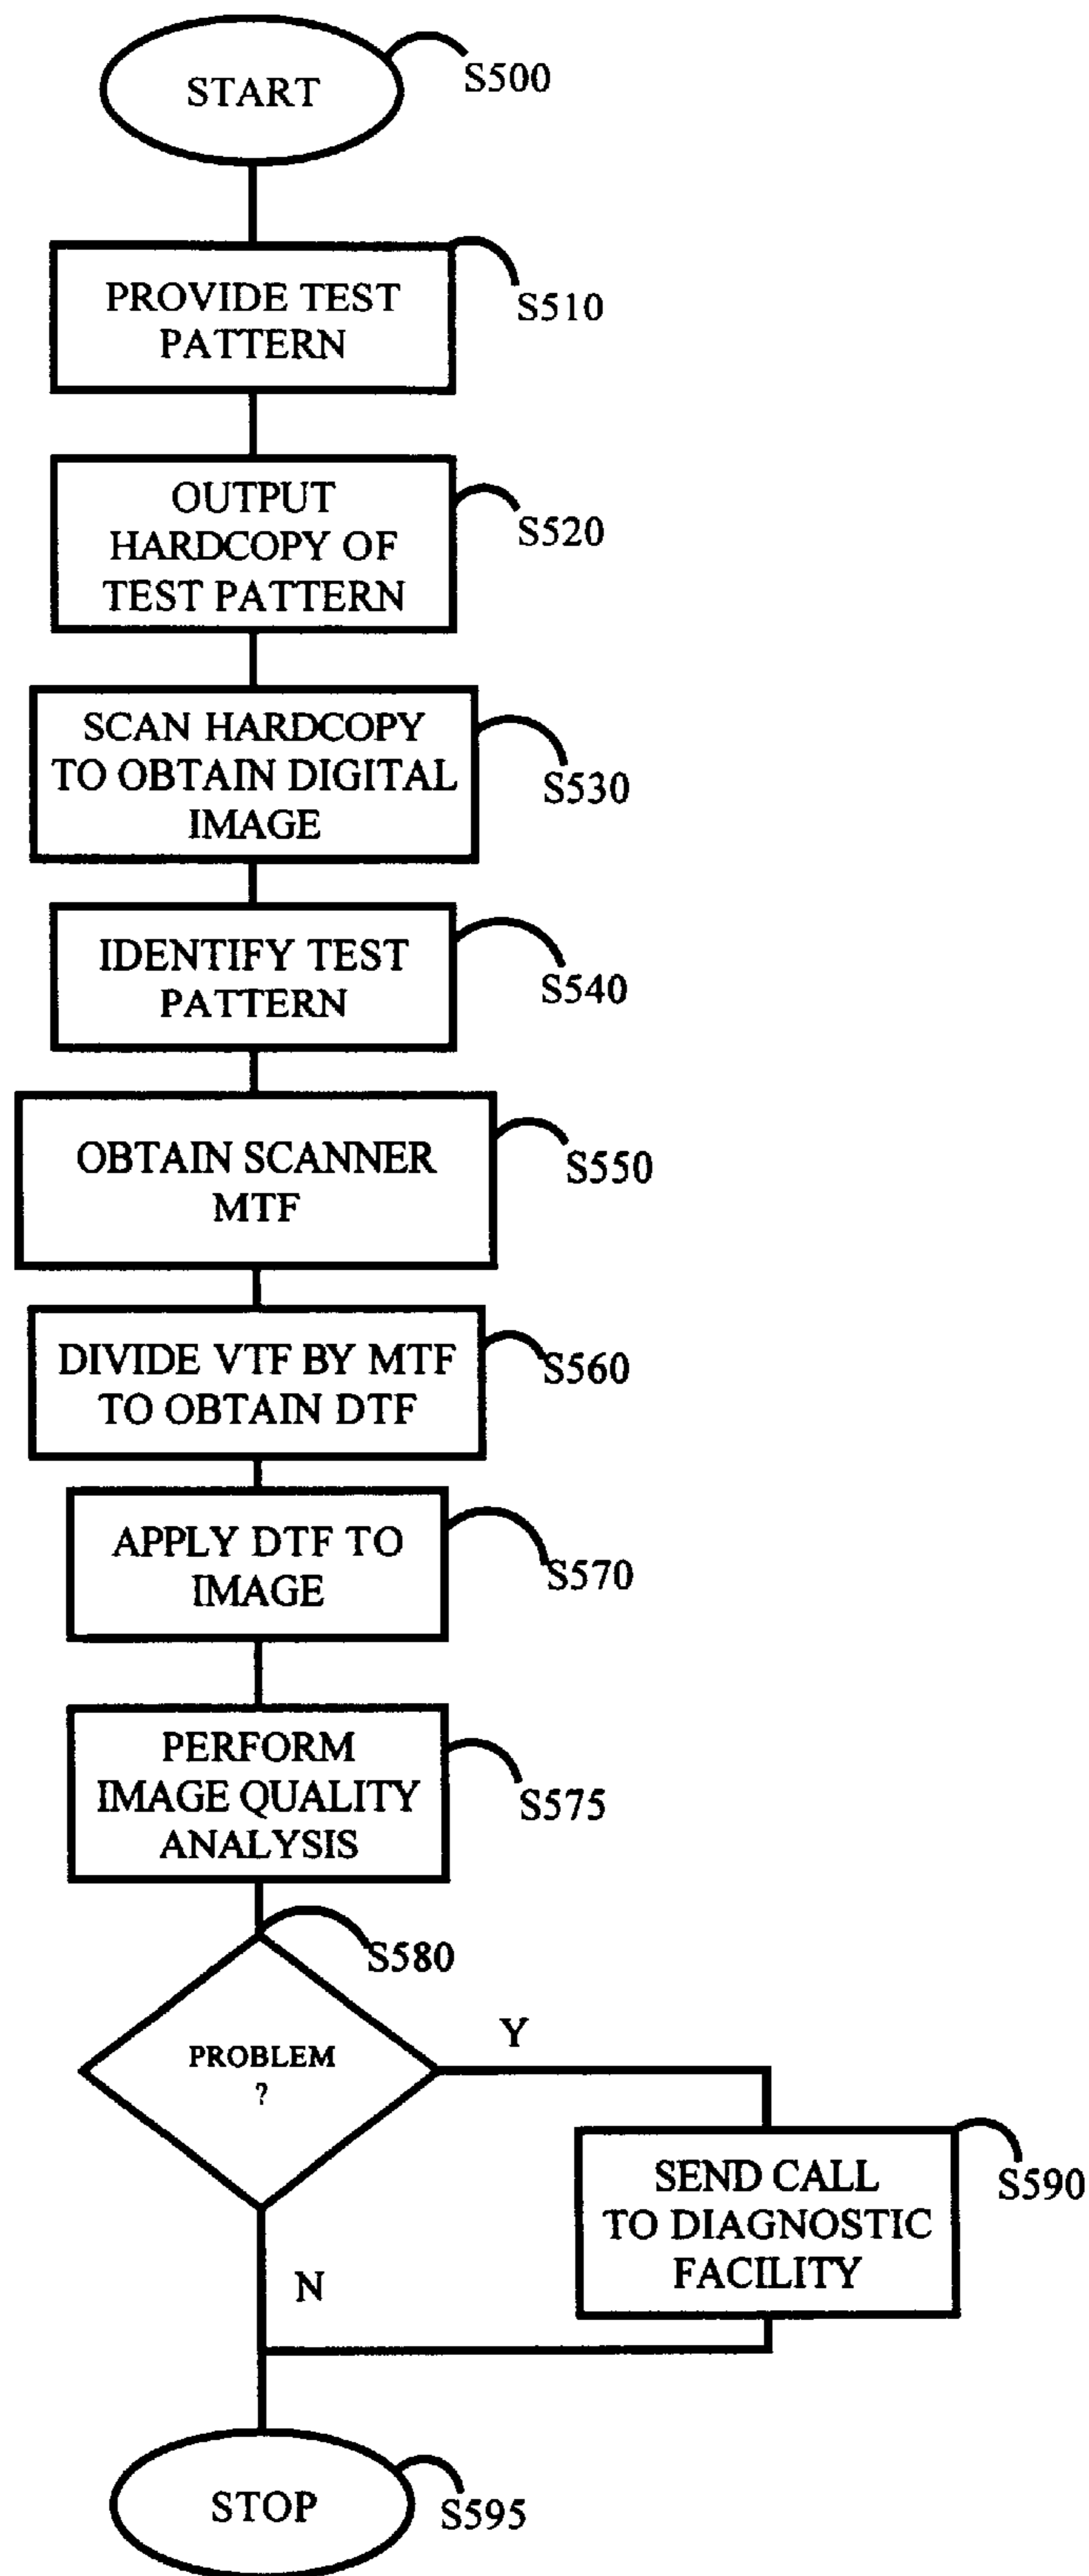 START
S500
PROVIDE TEST
PATTERN
S510
OUTPUT
HARDCOPY OF
TEST PATTERN
S520
SCAN HARDCOPY
TO OBTAIN DIGITAL
IMAGE
S530
IDENTIFY TEST
PATTERN
S540
OBTAIN SCANNER
MTF
S550
DIVIDE VTF BY MTF
TO OBTAIN DTF
S560
APPLY DTF TO
IMAGE
S570
PERFORM
IMAGE QUALITY
ANALYSIS
S575
S580
PROBLEM
?
Y
SEND CALL
TO DIAGNOSTIC
FACILITY
S590
N
STOP
S595